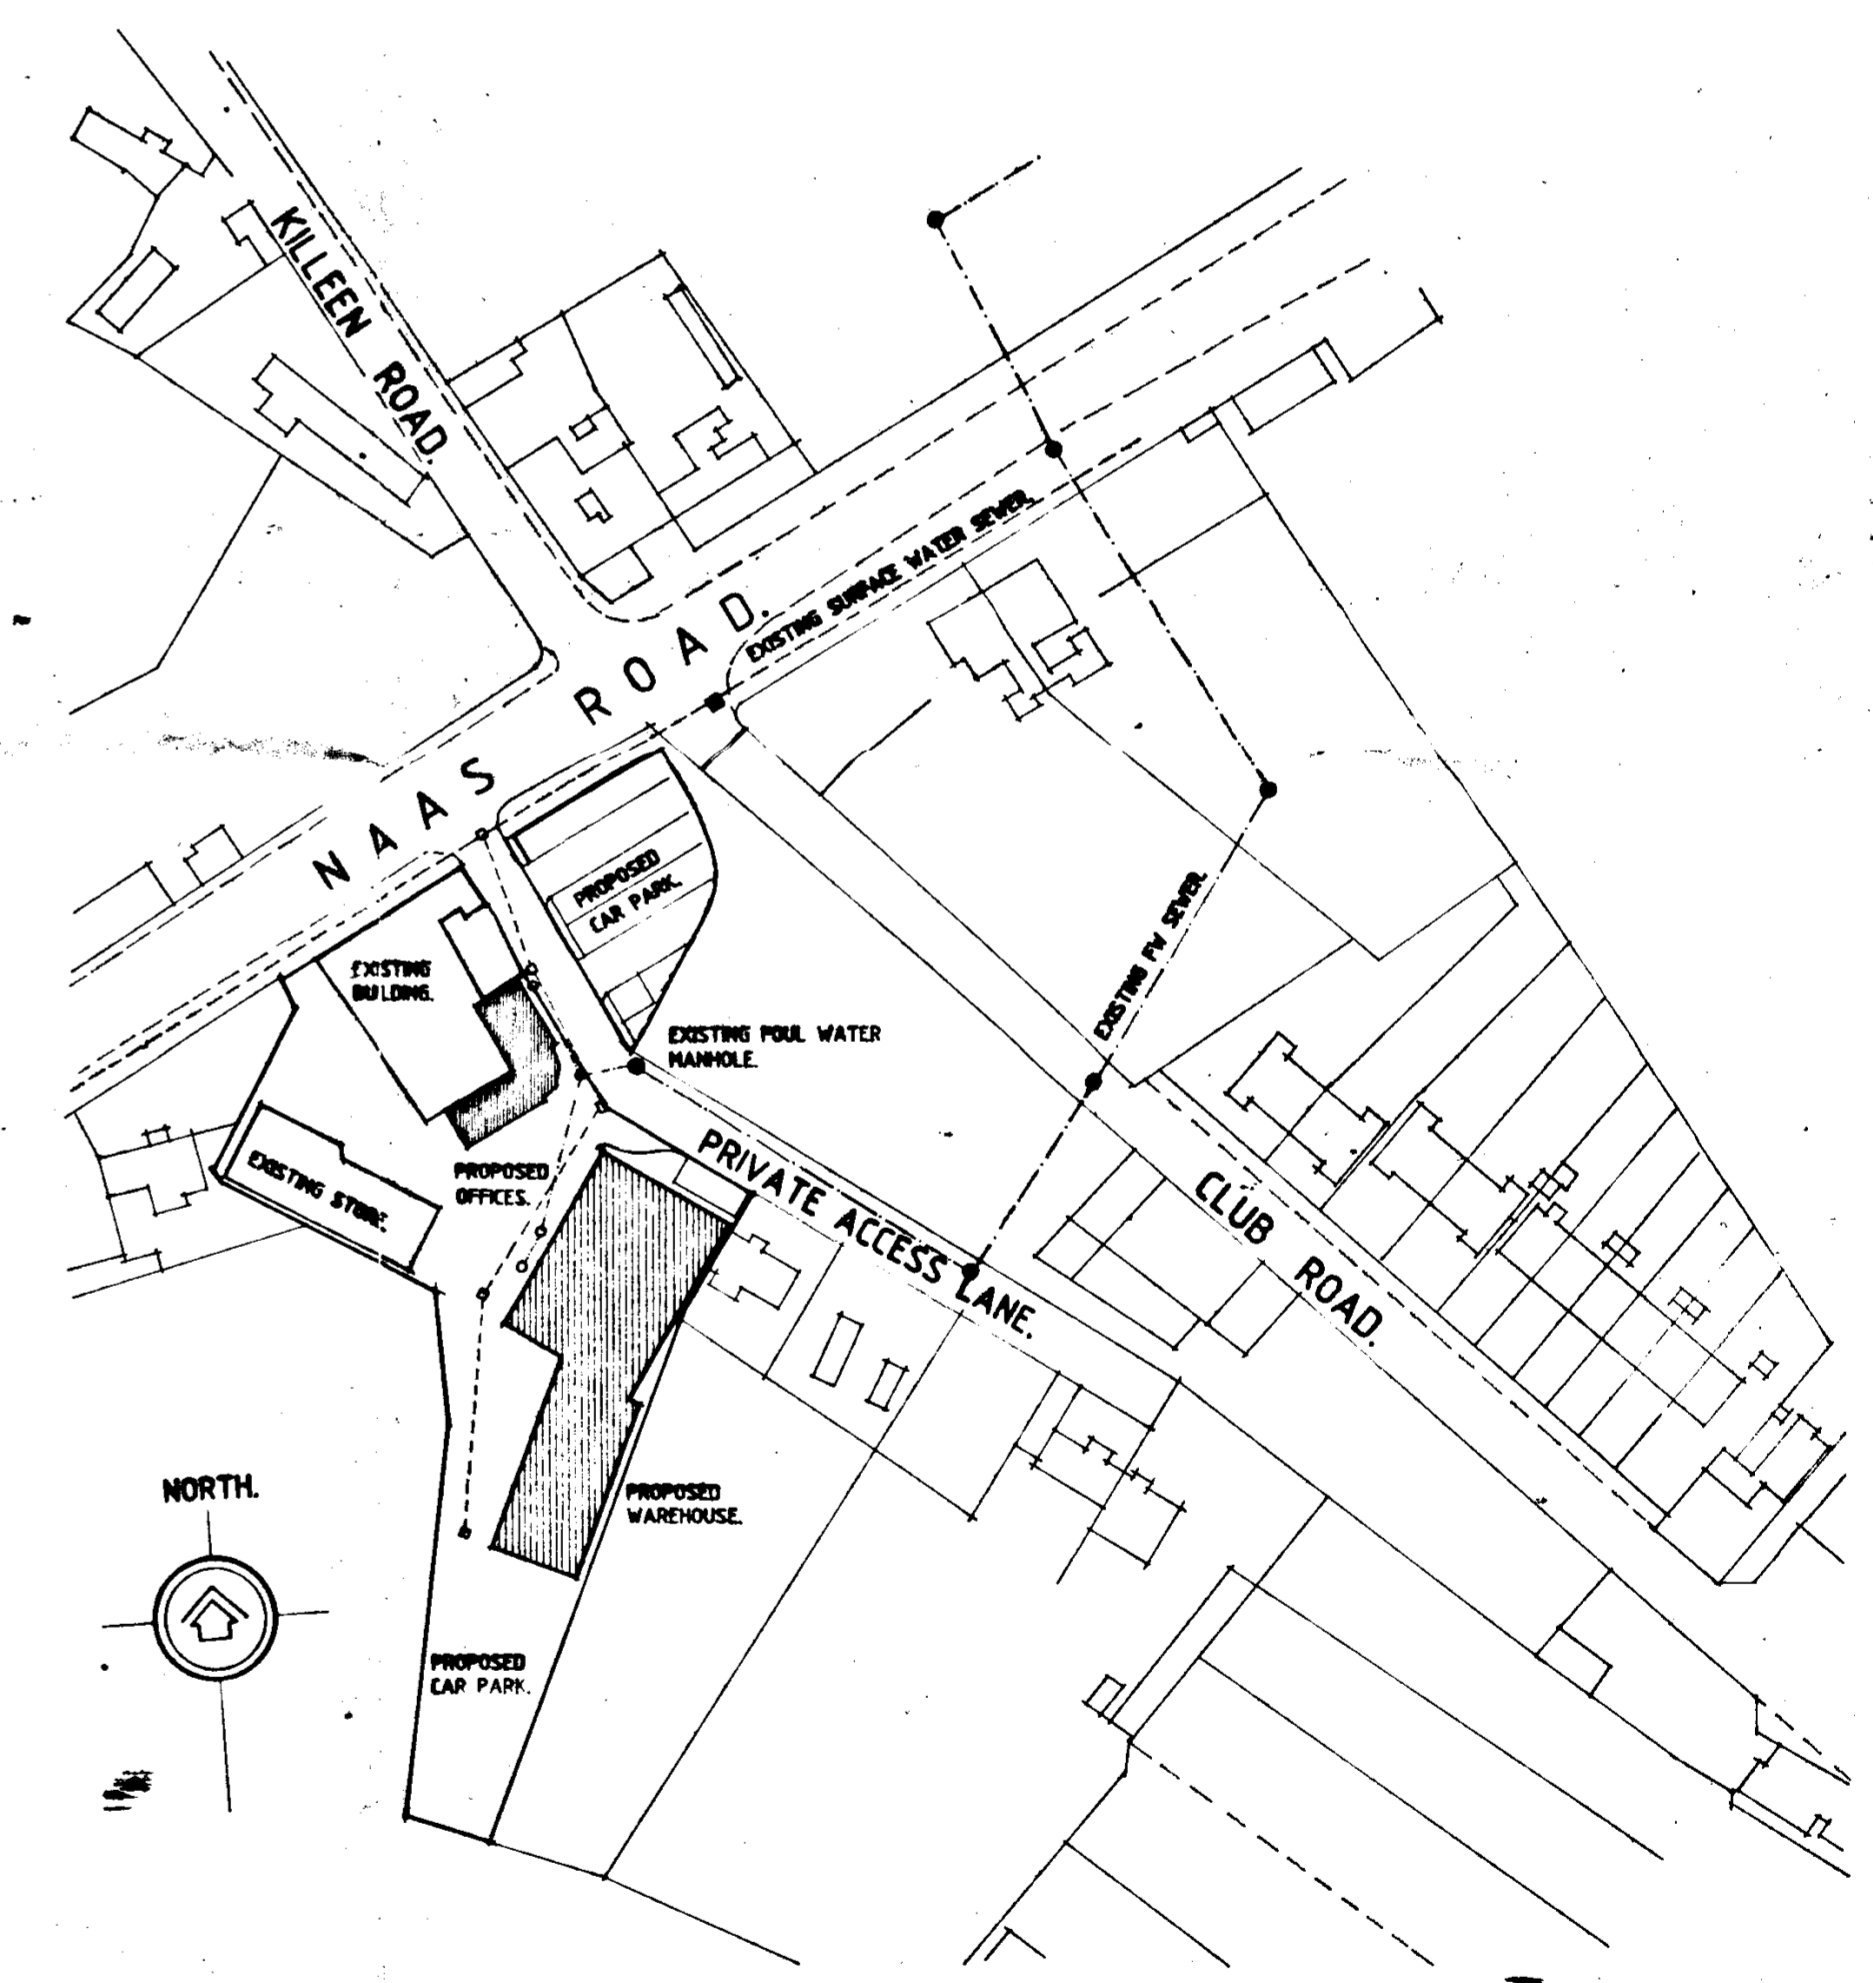 KILLEEN ROAD.
NAAS ROAD.
EXISTING SURFACE WATER SEWER.
PROPOSED
CAR PARK.
EXISTING FW SEWER.
EXISTING
BUILDING.
EXISTING FOUL WATER
MANHOLE.
PRIVATE ACCESS LANE.
EXISTING STORE.
PROPOSED
OFFICES.
CLUB ROAD.
NORTH.
PROPOSED
WAREHOUSE.
PROPOSED
CAR PARK.